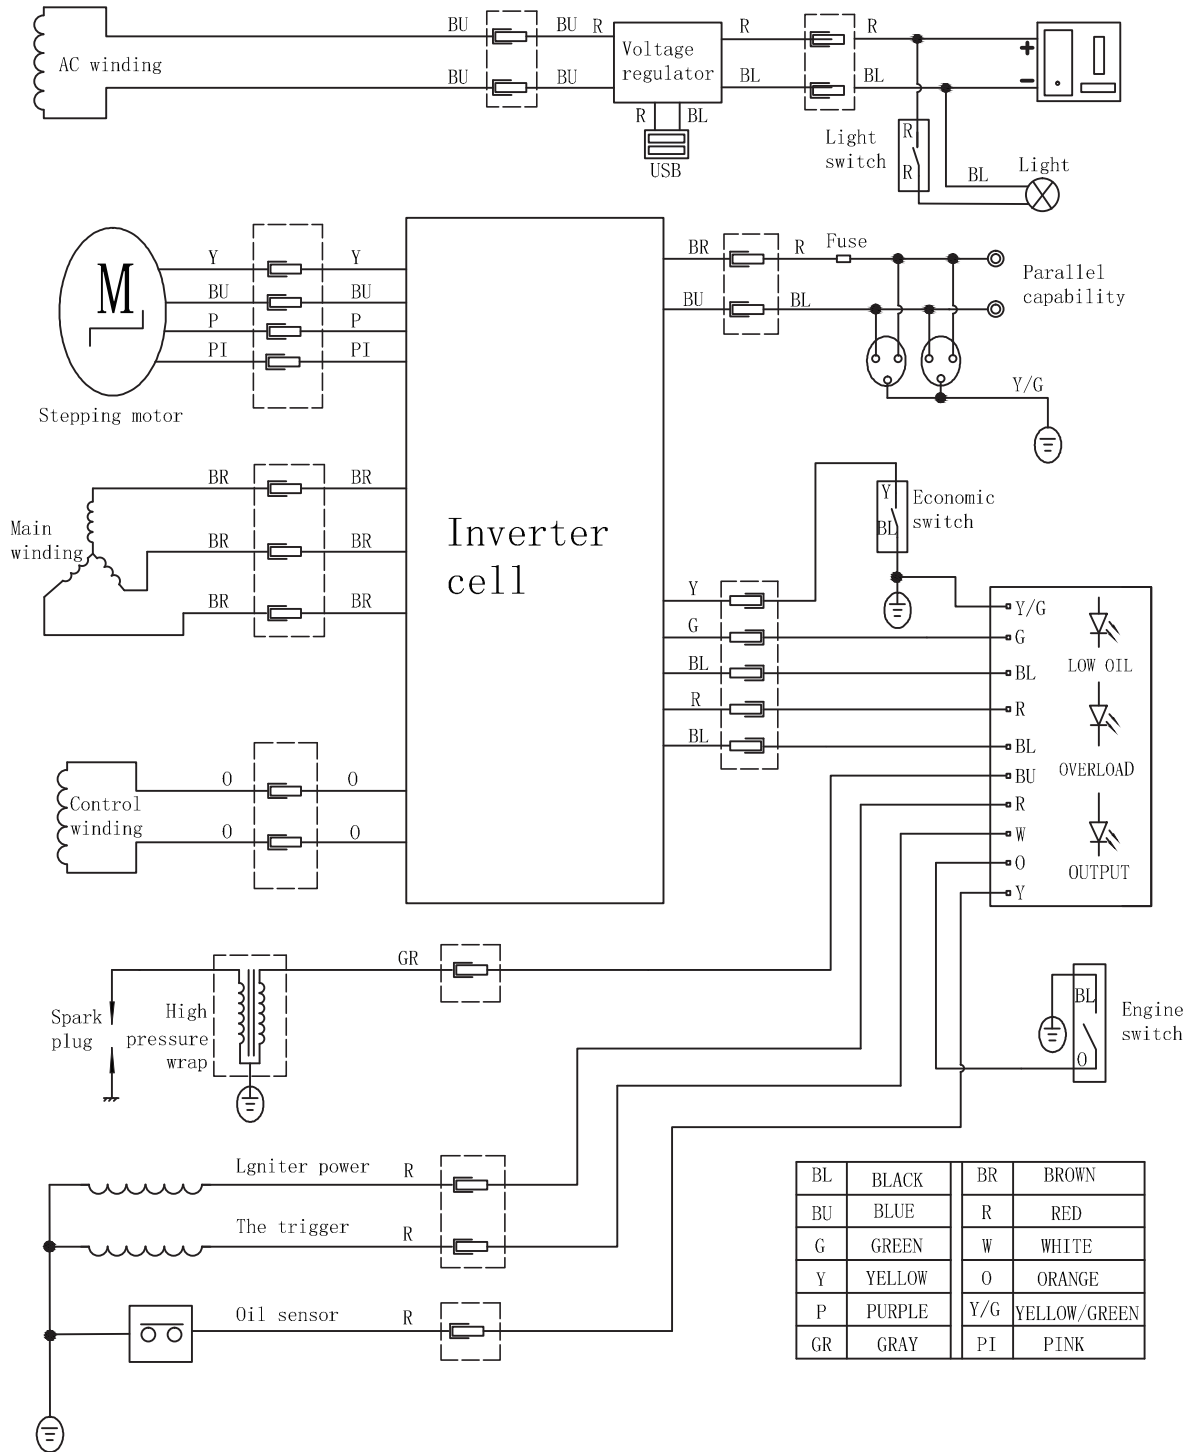 BU BU R R R
AC winding
Voltage
regulator
+
−
BU BU BL BL
R BL
USB
Light
switch
R
R
BL
Light
M
Stepping motor
Y Y
BU BU
P P
PI PI
BR R Fuse
BU BL
Parallel
capability
Y/G
Main
winding
BR BR
BR BR
BR BR
Inverter
cell
Y
BL
Economic
switch
Y
G
BL
R
BL
Y/G
G
BL
R
BL
BU
R
W
O
Y
LOW OIL
OVERLOAD
OUTPUT
Control
winding
O O
O O
GR
Spark
plug
High
pressure
wrap
BL
O
Engine
switch
Lgniter power R
The trigger R
Oil sensor R
BL BLACK BR BROWN
BU BLUE R RED
G GREEN W WHITE
Y YELLOW O ORANGE
P PURPLE Y/G YELLOW/GREEN
GR GRAY PI PINK